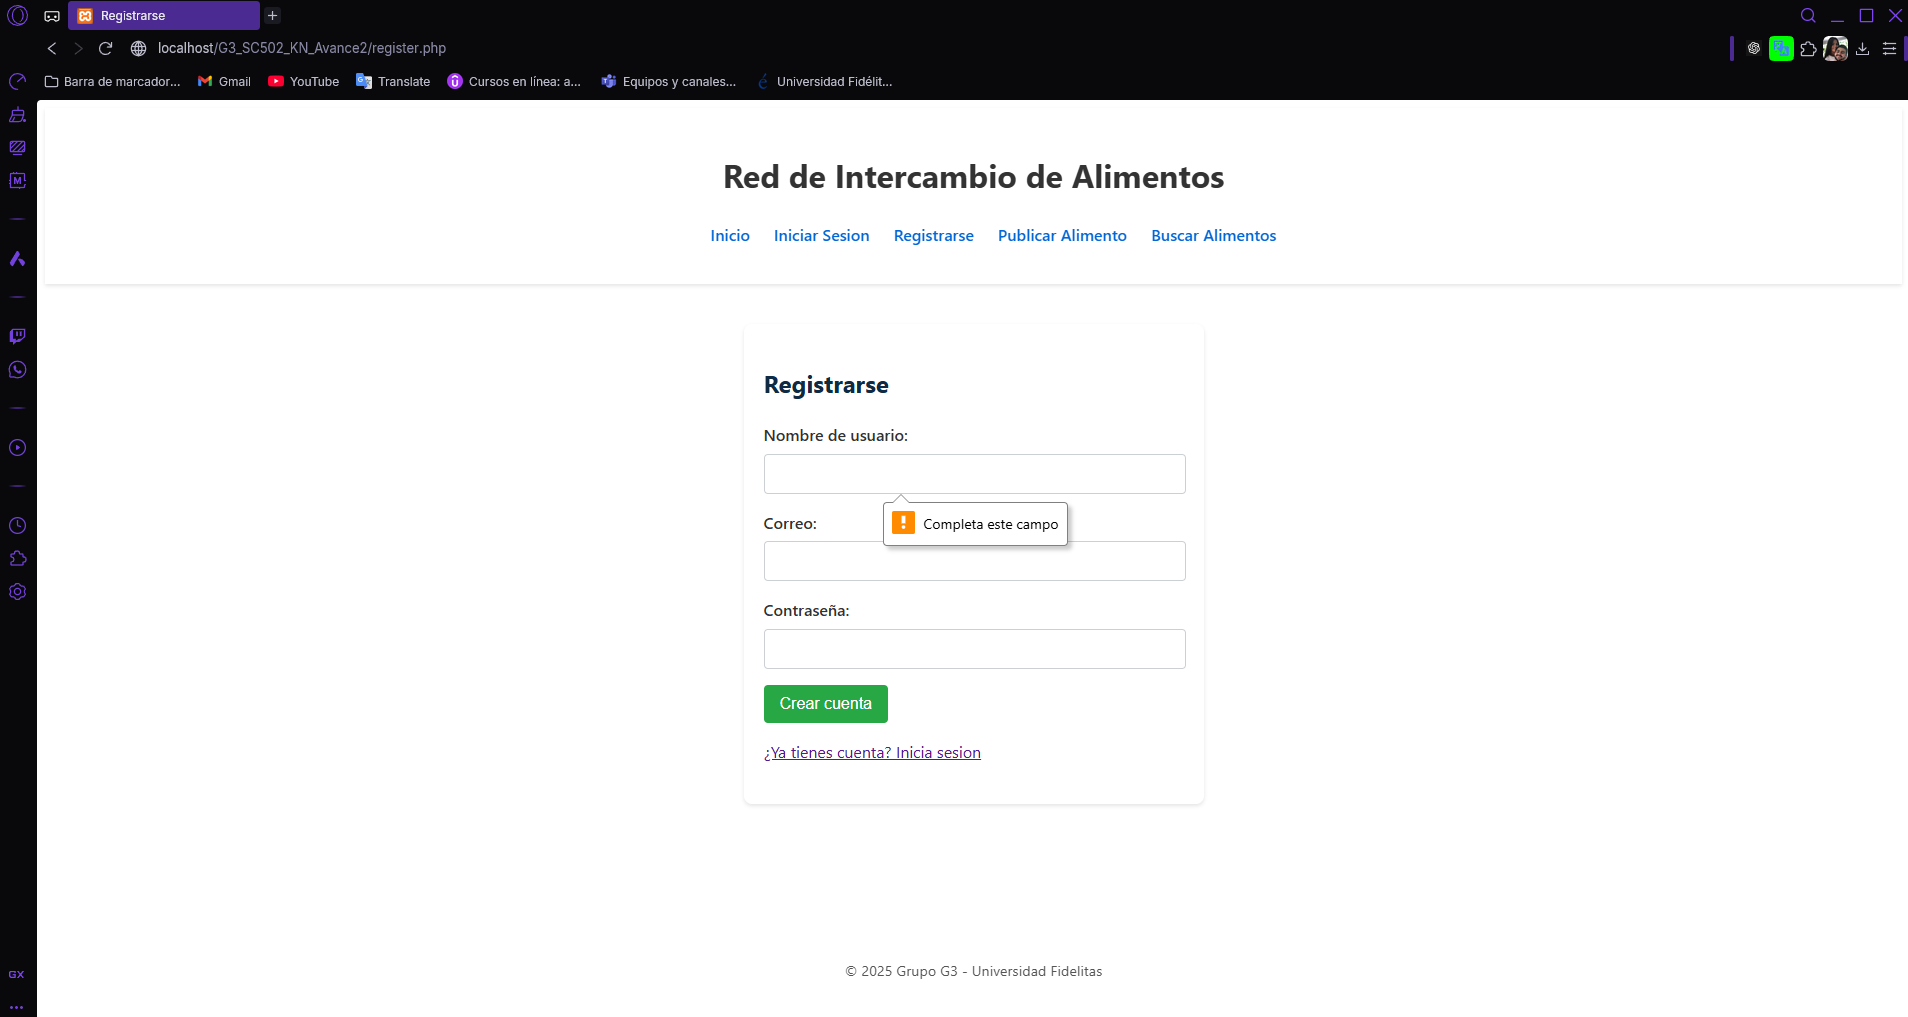 Registrarse
localhost/G3_SC502_KN_Avance2/register.php
Barra de marcador... Gmail YouTube Translate Cursos en línea: a... Equipos y canales... Universidad Fidélit...
Red de Intercambio de Alimentos
Inicio Iniciar Sesion Registrarse Publicar Alimento Buscar Alimentos
Registrarse
Nombre de usuario:
Completa este campo
Correo:
Contraseña:
Crear cuenta
¿Ya tienes cuenta? Inicia sesion
© 2025 Grupo G3 - Universidad Fidelitas
GX